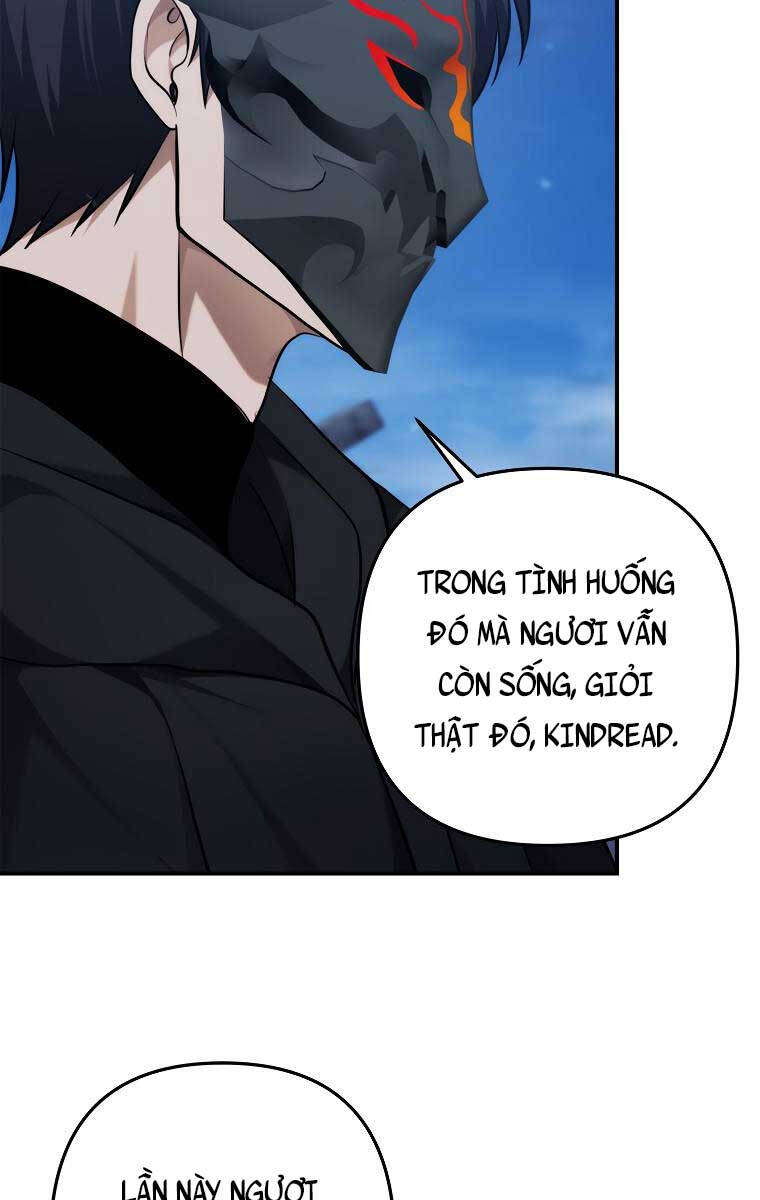 TRONG TÌNH HUỐNG
ĐÓ MÀ NGƯƠI VẪN
CÒN SỐNG, GIỎI
THẬT ĐÓ, KINDREAD.
LẦN NÀY NGƯƠI